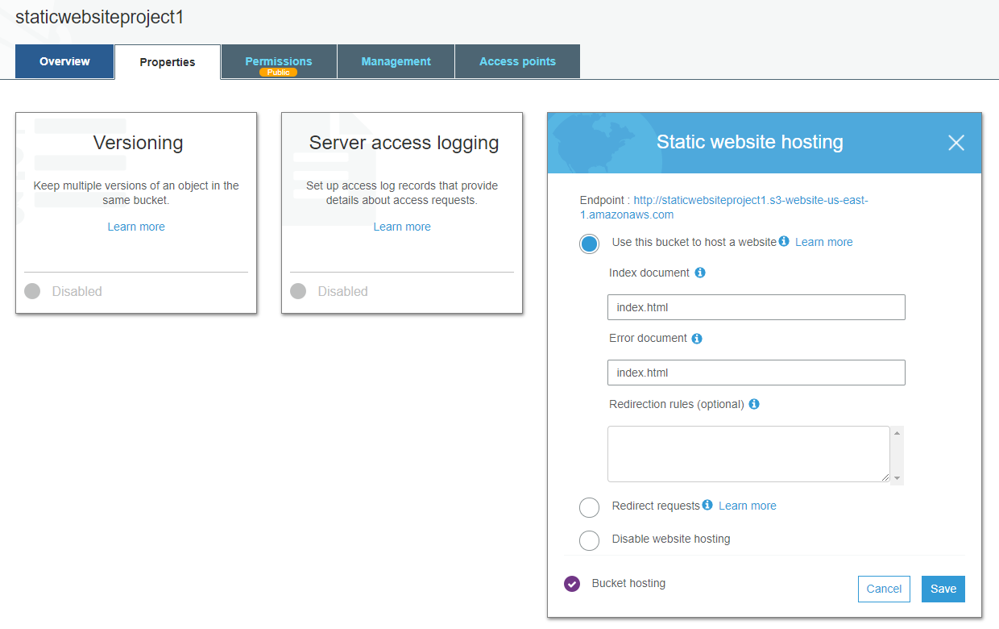 staticwebsiteproject1
Overview
Properties
Permissions
Public
Management
Access points
Versioning
Keep multiple versions of an object in the
same bucket.
Learn more
Disabled
Server access logging
Set up access log records that provide
details about access requests.
Learn more
Disabled
Static website hosting
Endpoint : http://staticwebsiteproject1.s3-website-us-east-
1.amazonaws.com
Use this bucket to host a website Learn more
Index document
index.html
Error document
index.html
Redirection rules (optional)
Redirect requests Learn more
Disable website hosting
Bucket hosting
Cancel
Save